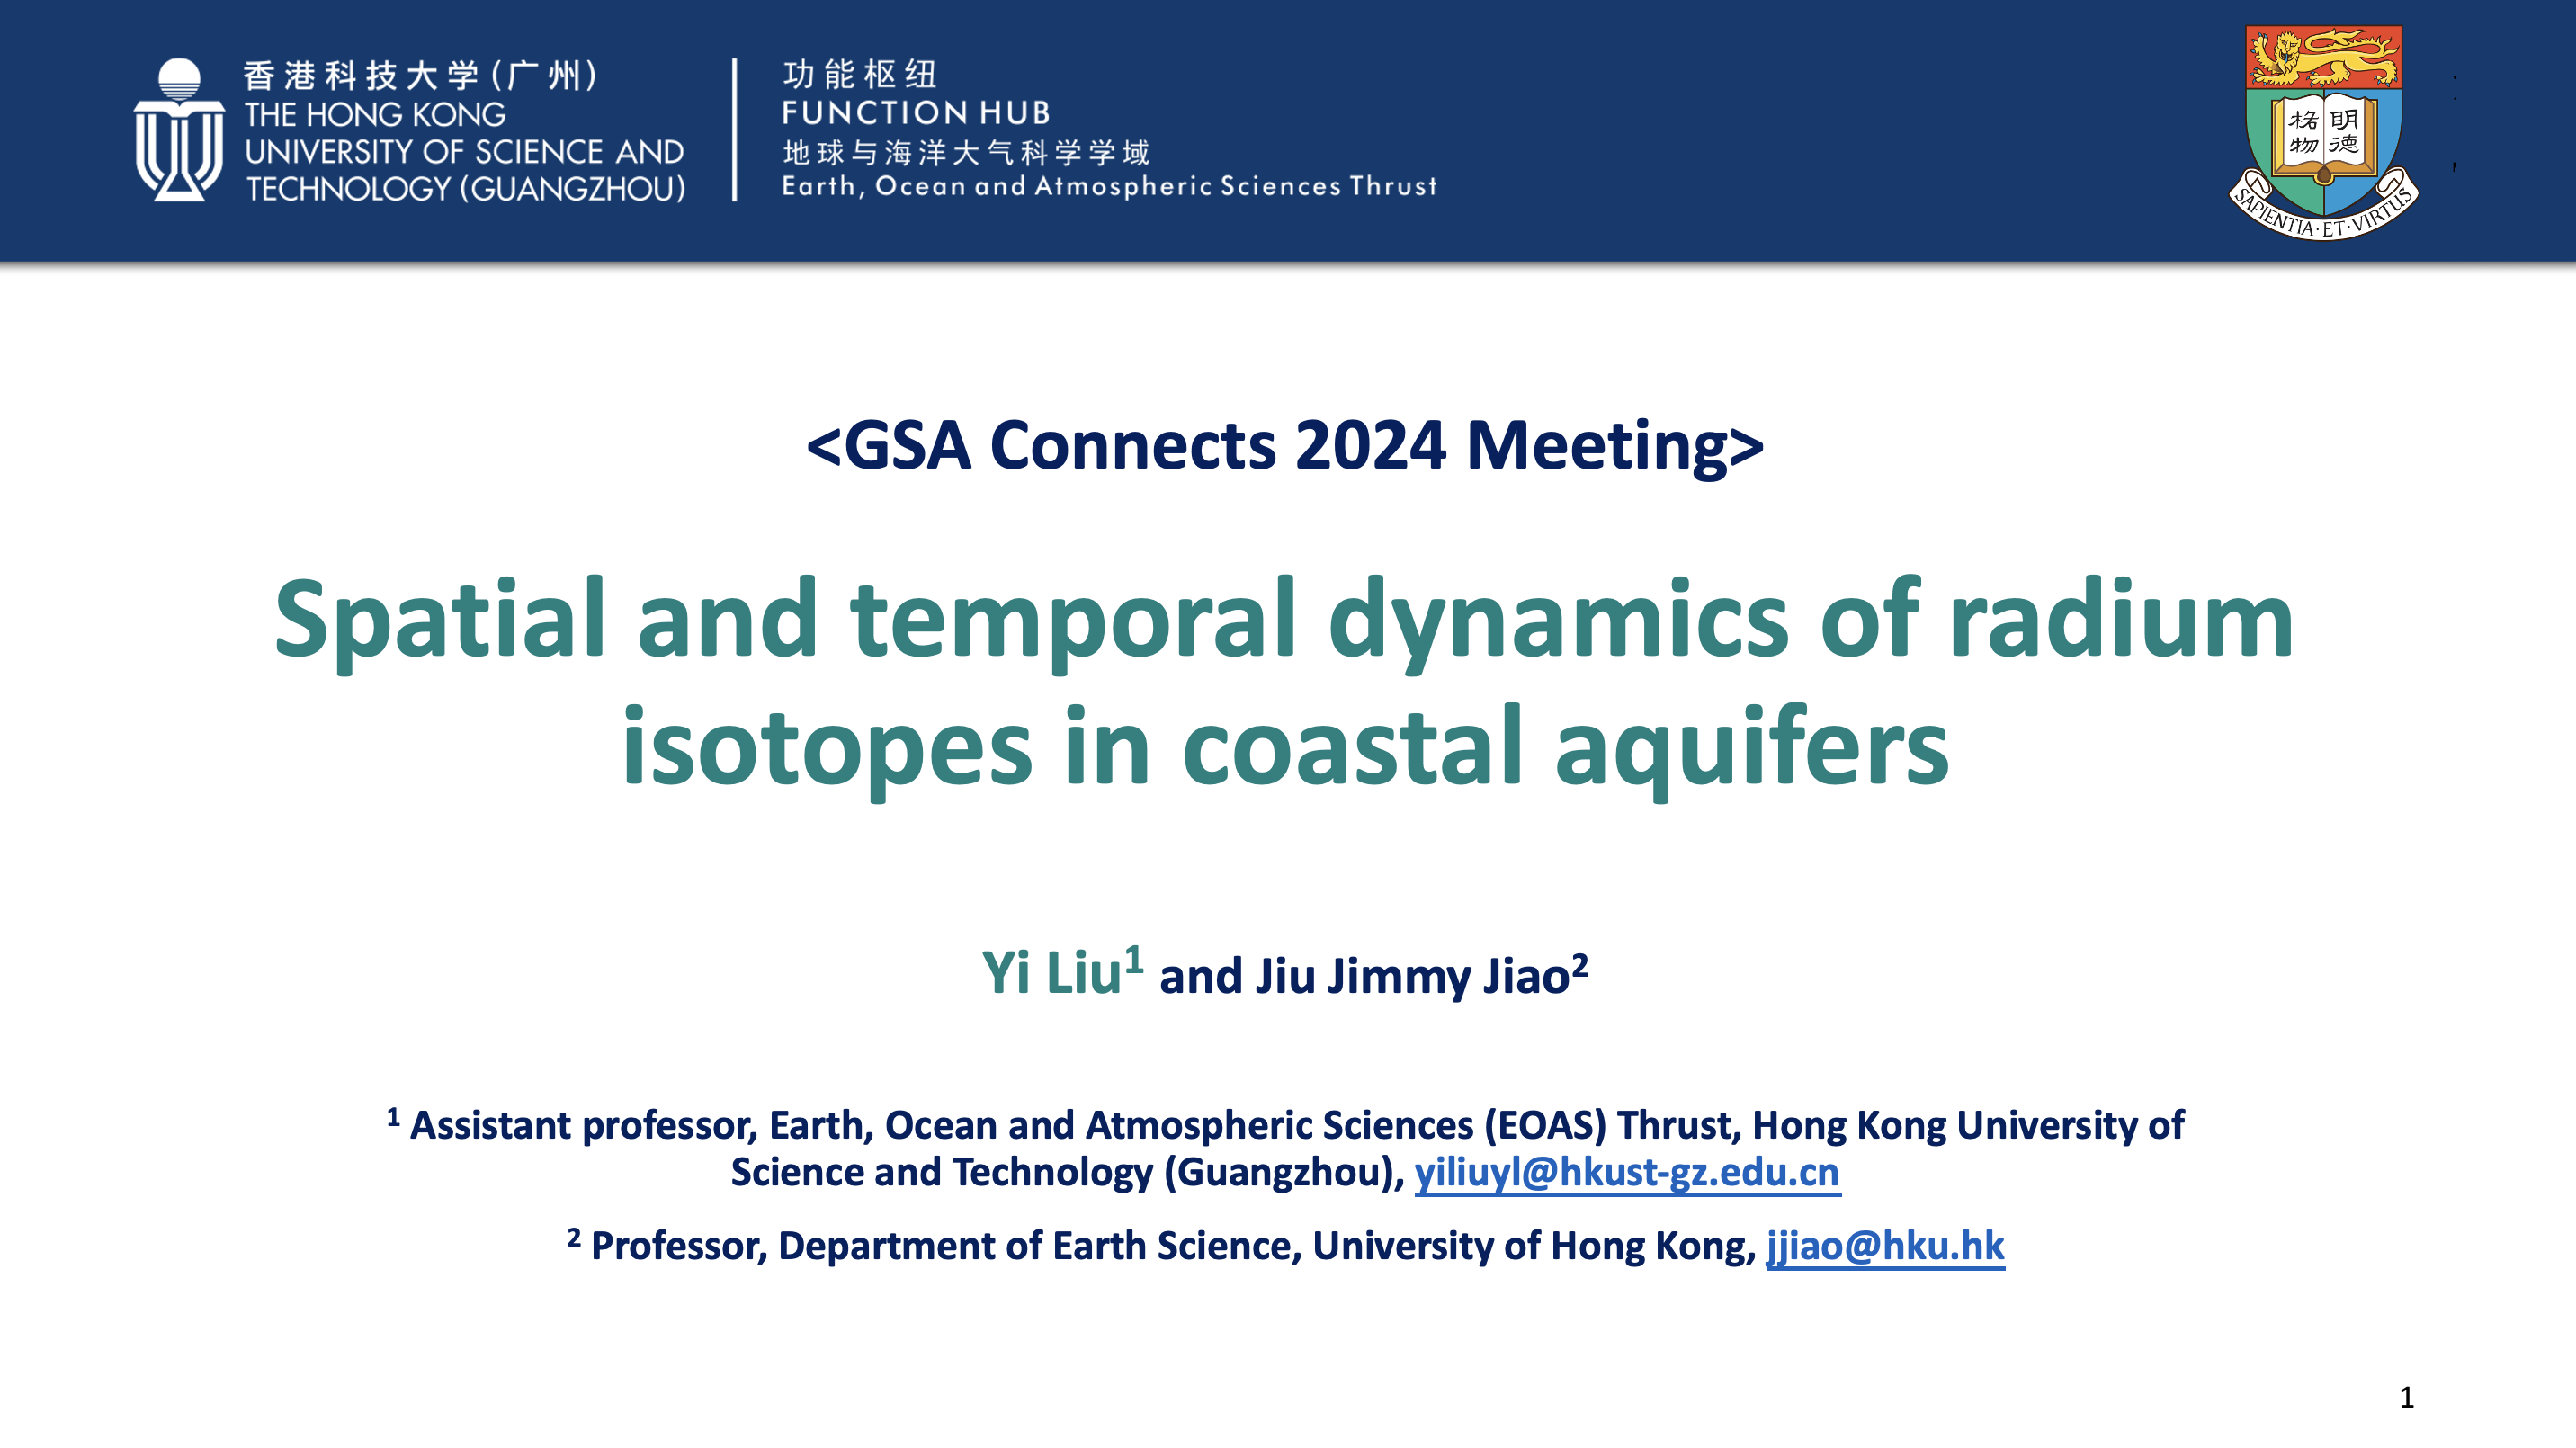 香港科技大学(广州)
THE HONG KONG
UNIVERSITY OF SCIENCE AND
TECHNOLOGY (GUANGZHOU)
功能枢纽
FUNCTION HUB
地球与海洋大气科学学域
Earth, Ocean and Atmospheric Sciences Thrust
明德
格物
SAPIENTIA·ET·VIRTUS
<GSA Connects 2024 Meeting>
Spatial and temporal dynamics of radium
isotopes in coastal aquifers
Yi Liu¹ and Jiu Jimmy Jiao²
¹ Assistant professor, Earth, Ocean and Atmospheric Sciences (EOAS) Thrust, Hong Kong University of
Science and Technology (Guangzhou), yiliuyl@hkust-gz.edu.cn
² Professor, Department of Earth Science, University of Hong Kong, jjiao@hku.hk
1